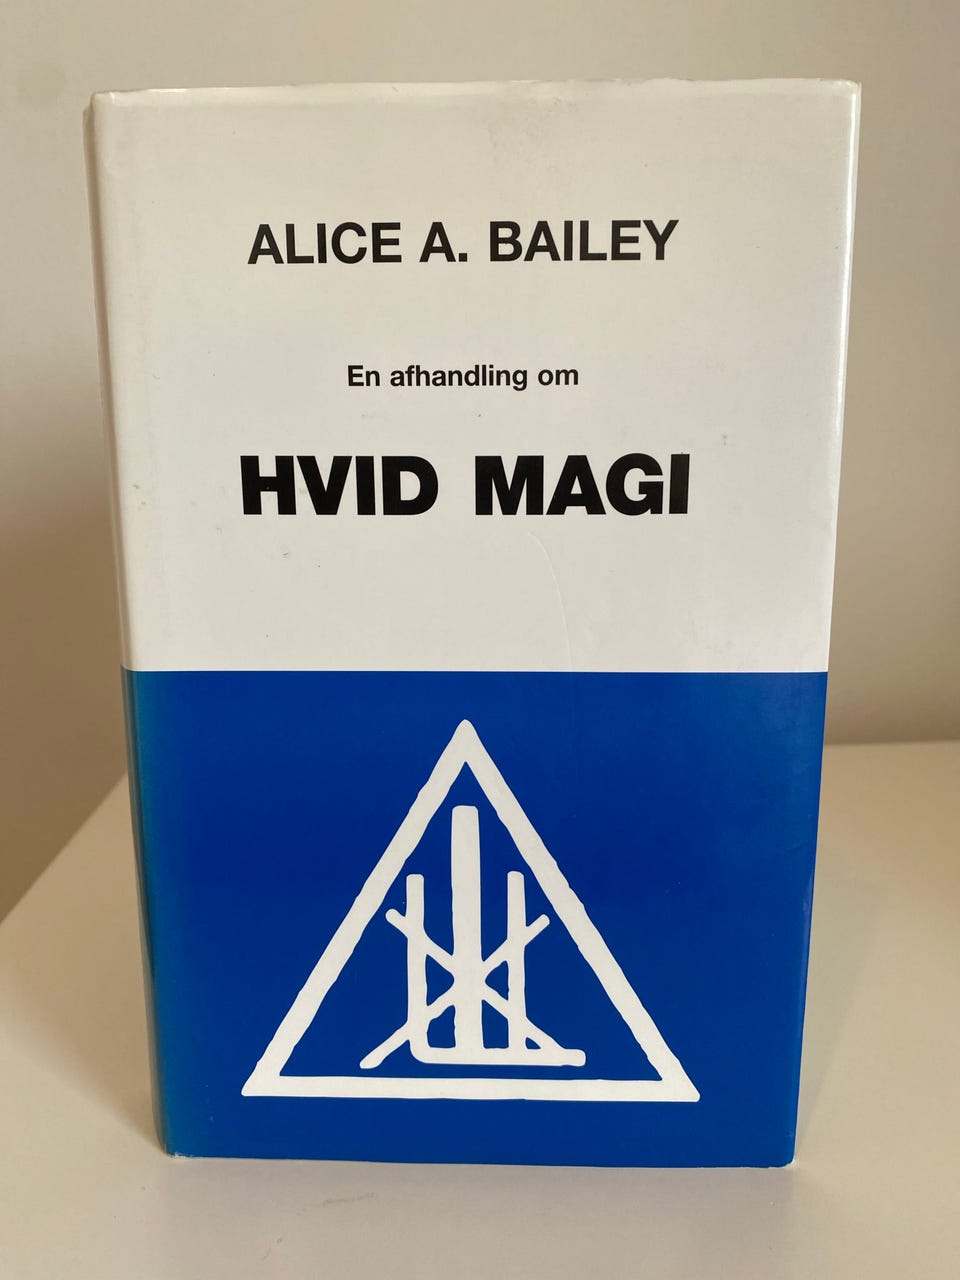 ALICE A. BAILEY
En afhandling om
HVID MAGI